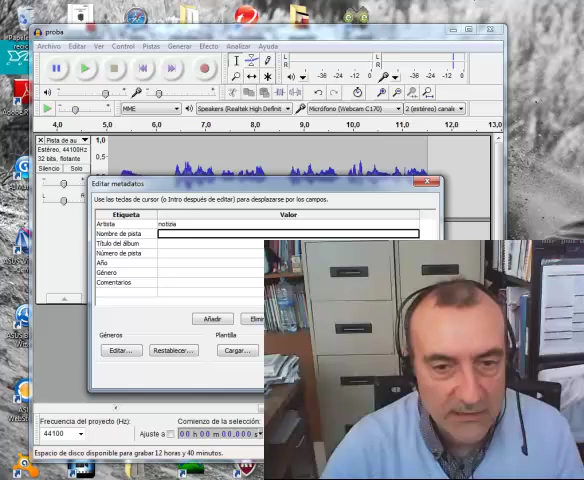 proba
Archivo Editar Ver Control Pistas Generar Efecto Analizar Ayuda
L
R
-36 -24 -12 0
L
R
-36 -24 -12 0
MME
Speakers (Realtek High Definit
Micrófono (Webcam C170)
2 (estéreo) canale
4,0 5,0 6,0 7,0 8,0 9,0 10,0 11,0 12,0 13,0
Pista de au
1,0
Estéreo, 44100Hz
32 bits, flotante
0,5
Silencio Solo
L R
Editar metadatos
Use las teclas de cursor (o Intro después de editar) para desplazarse por los campos.
Etiqueta Valor
Artista notizia
Nombre de pista
Título del álbum
Número de pista
Año
Género
Comentarios
Añadir Elimin
Géneros Plantilla
Editar... Restablecer... Cargar...
Frecuencia del proyecto (Hz): Comienzo de la selección:
44100 Ajuste a 00 h 00 m 00.000 s
Espacio de disco disponible para grabar 12 horas y 40 minutos.